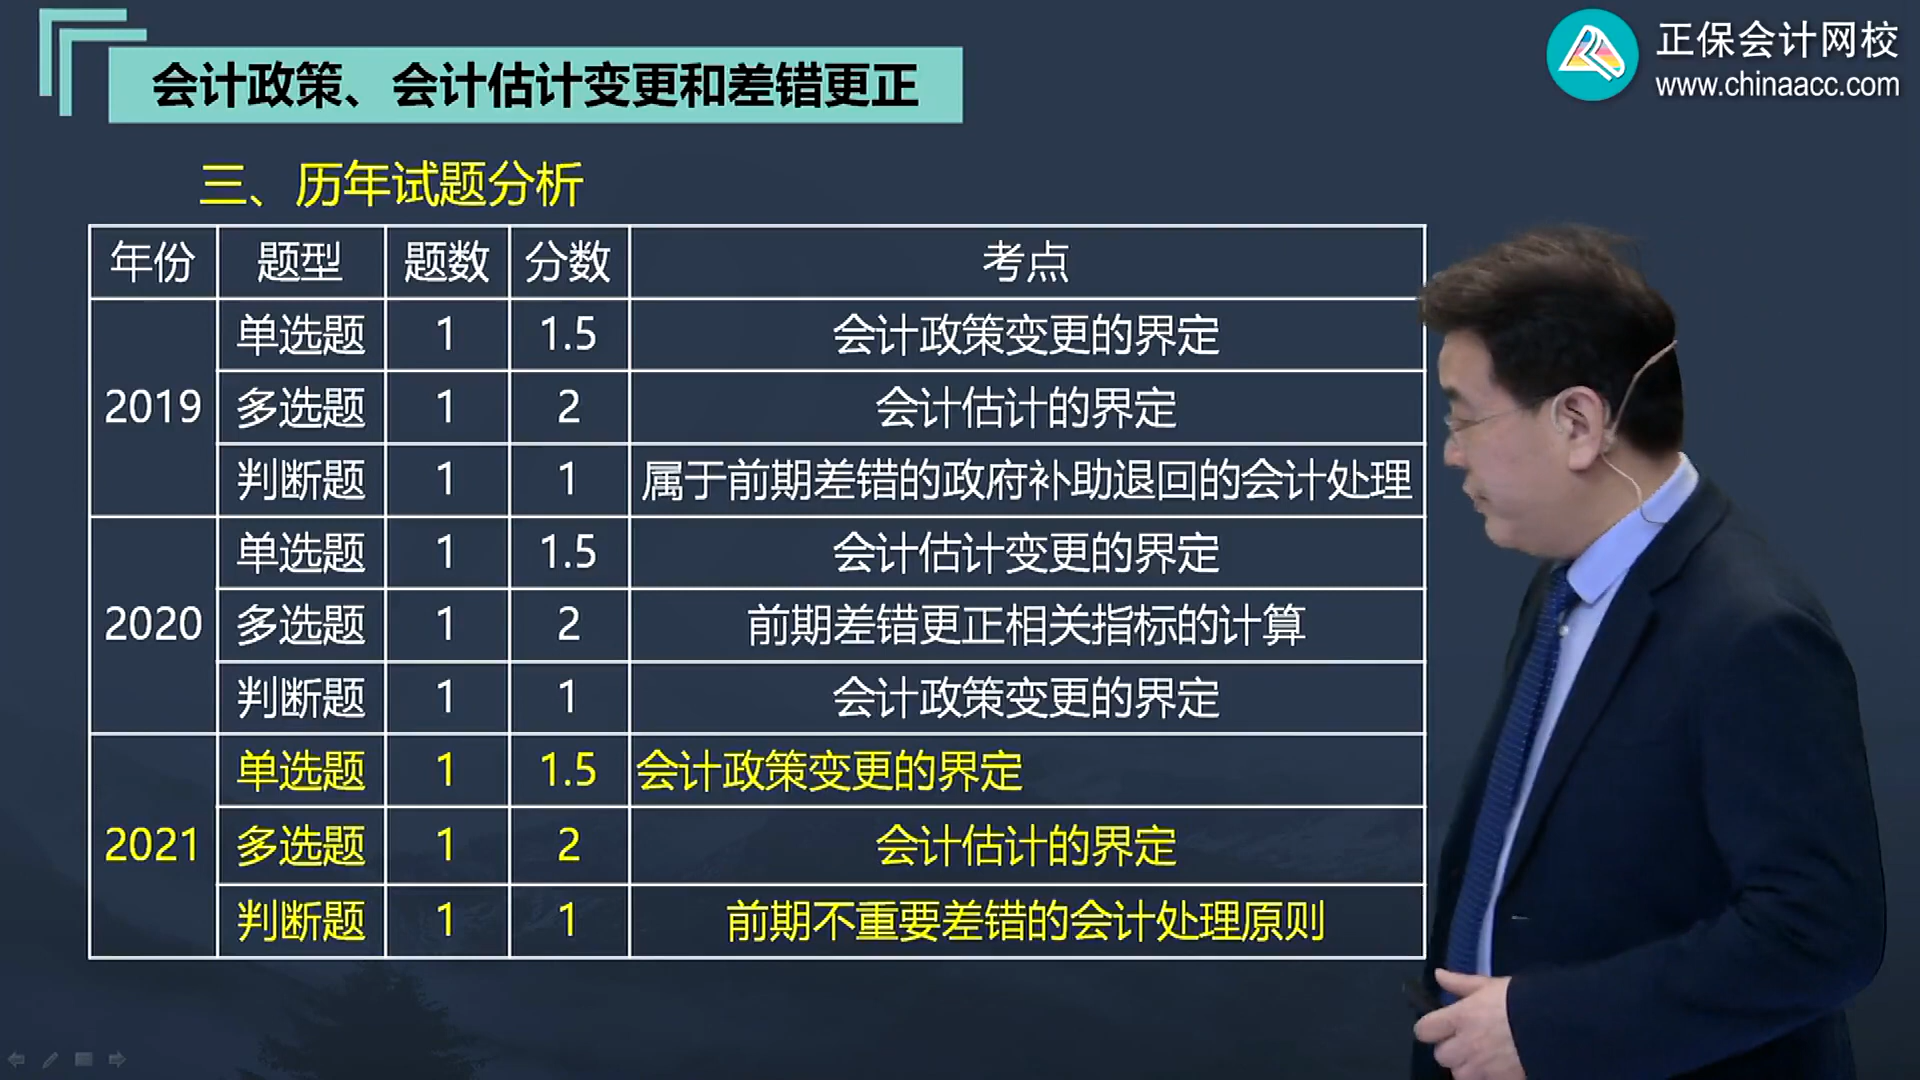 会计政策、会计估计变更和差错更正
正保会计网校
www.chinaacc.com
三、历年试题分析
年份 题型 题数 分数 考点
2019 单选题 1 1.5 会计政策变更的界定
多选题 1 2 会计估计的界定
判断题 1 1 属于前期差错的政府补助退回的会计处理
2020 单选题 1 1.5 会计估计变更的界定
多选题 1 2 前期差错更正相关指标的计算
判断题 1 1 会计政策变更的界定
2021 单选题 1 1.5 会计政策变更的界定
多选题 1 2 会计估计的界定
判断题 1 1 前期不重要差错的会计处理原则